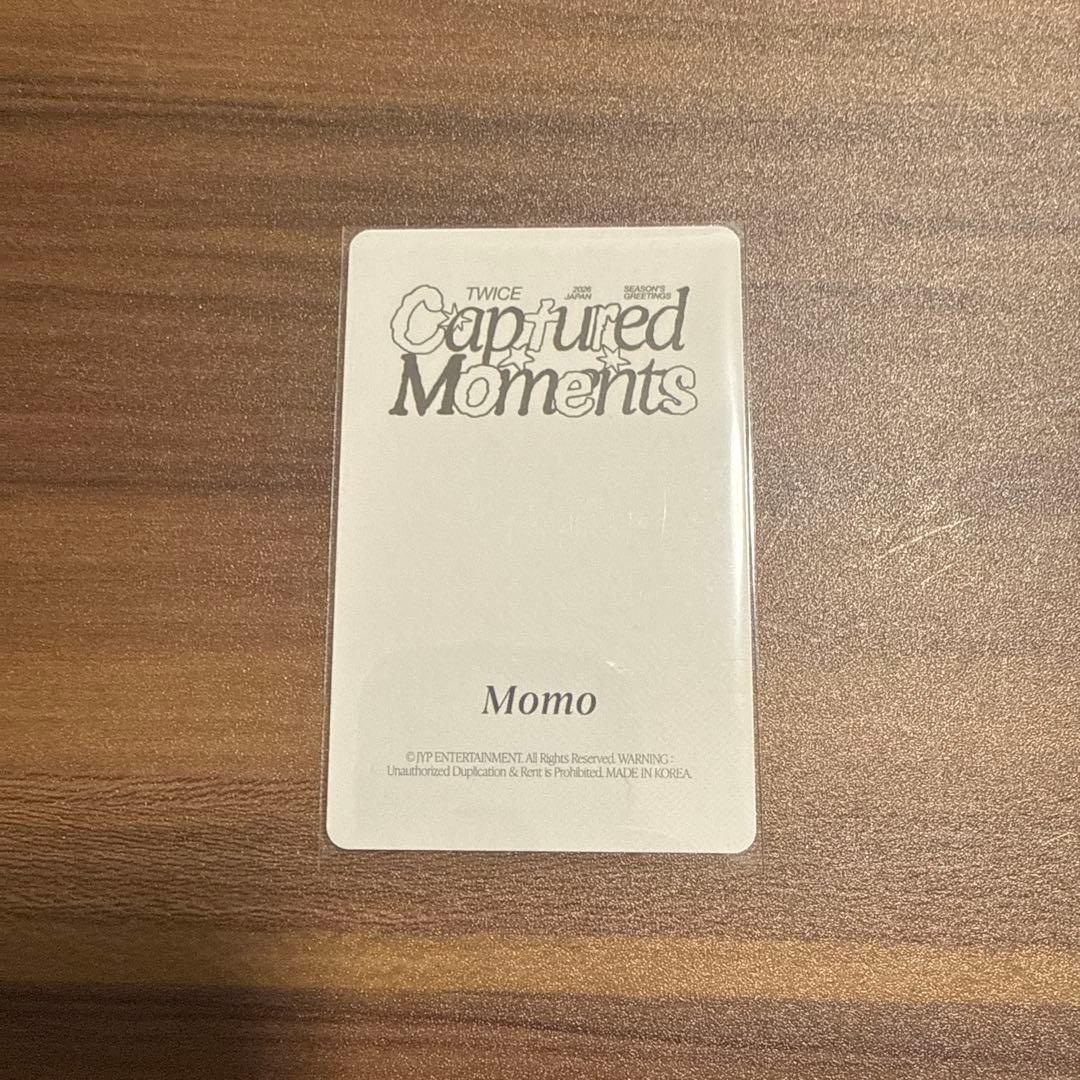 TWICE 2026 JAPAN SEASON'S GREETINGS
Captured
Moments
Momo
© JYP ENTERTAINMENT. All Rights Reserved. WARNING :
Unauthorized Duplication & Rent is Prohibited. MADE IN KOREA.